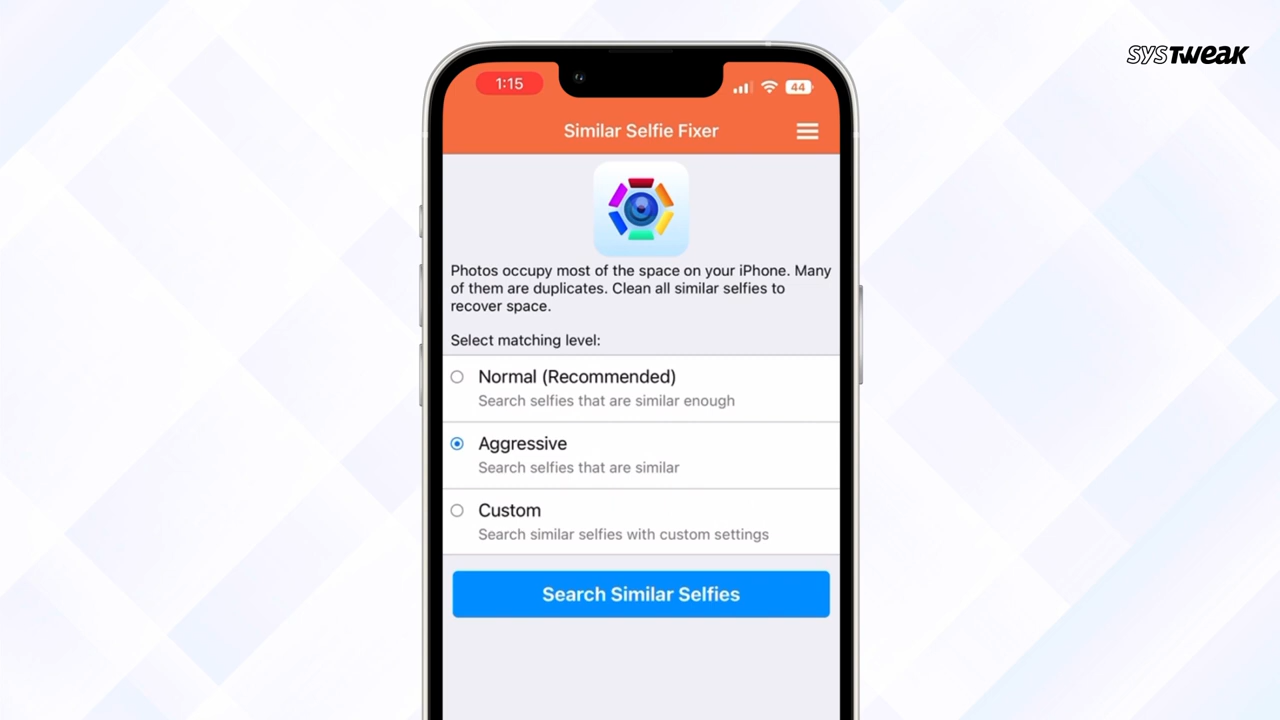 SYSTWEAK
1:15
44
Similar Selfie Fixer
Photos occupy most of the space on your iPhone. Many
of them are duplicates. Clean all similar selfies to
recover space.
Select matching level:
Normal (Recommended)
Search selfies that are similar enough
Aggressive
Search selfies that are similar
Custom
Search similar selfies with custom settings
Search Similar Selfies